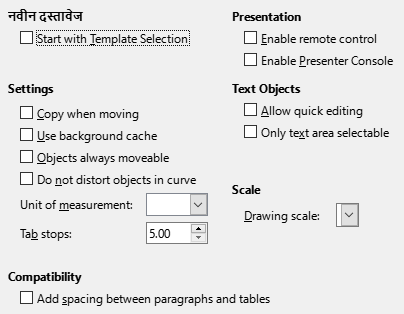 नवीन दस्तावेज
Start with Template Selection
Presentation
Enable remote control
Enable Presenter Console
Settings
Copy when moving
Use background cache
Objects always moveable
Do not distort objects in curve
Unit of measurement:
Tab stops: 5.00
Text Objects
Allow quick editing
Only text area selectable
Scale
Drawing scale:
Compatibility
Add spacing between paragraphs and tables